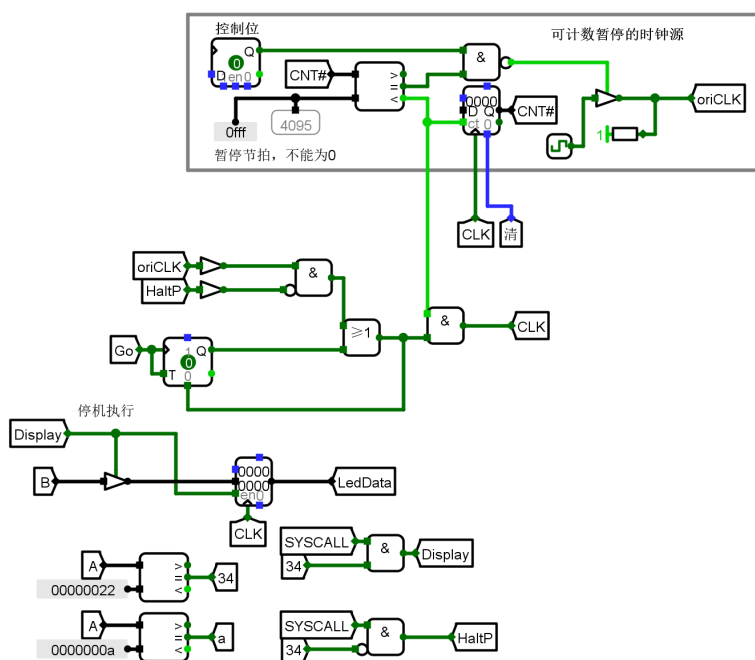 控制位
可计数暂停的时钟源
Q
0
D en 0
CNT#
>
=
<
&
0000
D Q
ct 0
CNT#
1
oriCLK
0fff
4095
暂停节拍，不能为0
CLK
清
oriCLK
HaltP
&
≥1
&
CLK
Go
1 Q
0
T 0
停机执行
Display
B
0000
0000
en0
LedData
CLK
A
>
=
<
34
00000022
SYSCALL
34
&
Display
A
>
=
<
a
0000000a
SYSCALL
34
&
HaltP